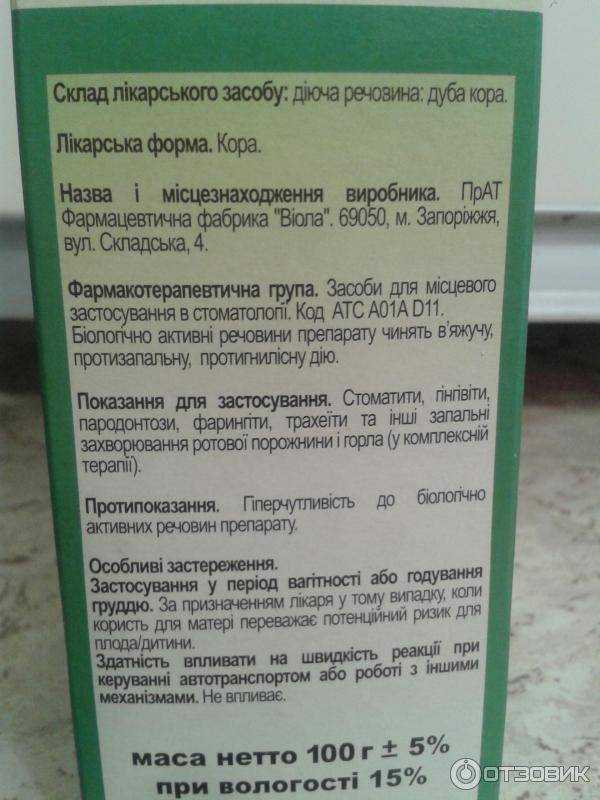 Склад лікарського засобу: діюча речовина: дуба кора.
Лікарська форма. Кора.
Назва і місцезнаходження виробника. ПрАТ
Фармацевтична фабрика "Віола". 69050, м. Запоріжжя,
вул. Складська, 4.
Фармакотерапевтична група. Засоби для місцевого
застосування в стоматології. Код АТС А01А D11.
Біологічно активні речовини препарату чинять в'яжучу,
протизапальну, протигнилісну дію.
Показання для застосування. Стоматити, гінгівіти,
пародонтози, фарингіти, трахеїти та інші запальні
захворювання ротової порожнини і горла (у комплексній
терапії).
Протипоказання. Гіперчутливість до біологічно
активних речовин препарату.
Особливі застереження.
Застосування у період вагітності або годування
груддю. За призначенням лікаря у тому випадку, коли
користь для матері переважає потенційний ризик для
плода/дитини.
Здатність впливати на швидкість реакції при
керуванні автотранспортом або роботі з іншими
механізмами. Не впливає.
маса нетто 100 г ± 5%
при вологості 15%
ОТЗОВИК